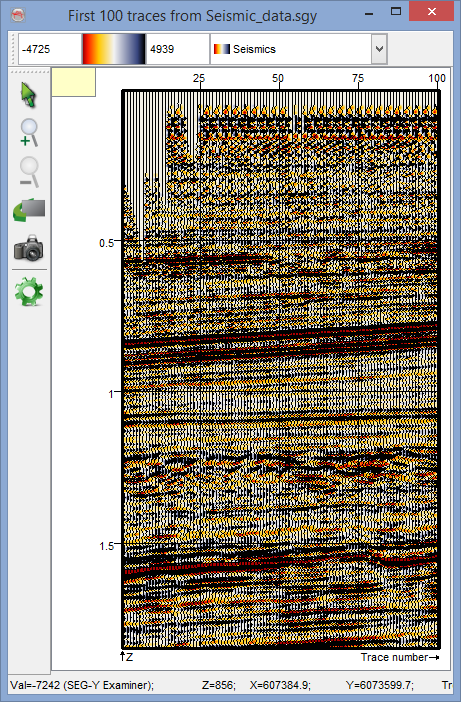 First 100 traces from Seismic_data.sgy
-4725
4939
Seismics
25
50
75
100
0.5
1
1.5
Z
Trace number
Val=-7242 (SEG-Y Examiner);
Z=856;
X=607384.9;
Y=6073599.7;
Tr